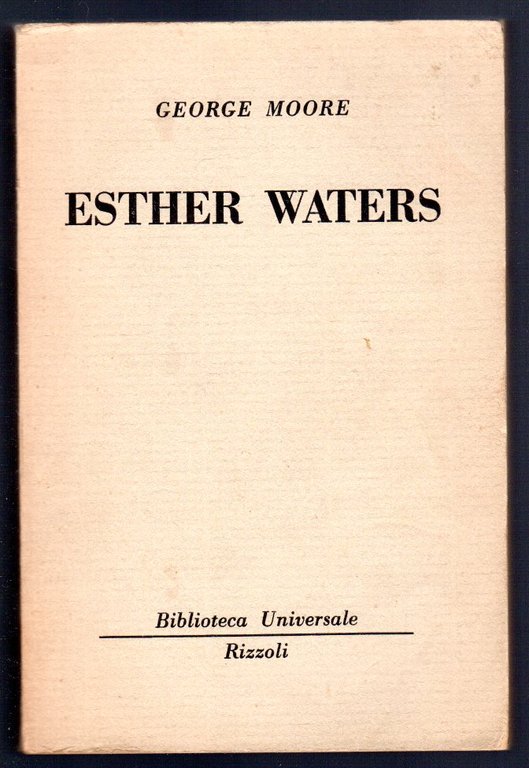 GEORGE MOORE
ESTHER WATERS
Biblioteca Universale
Rizzoli